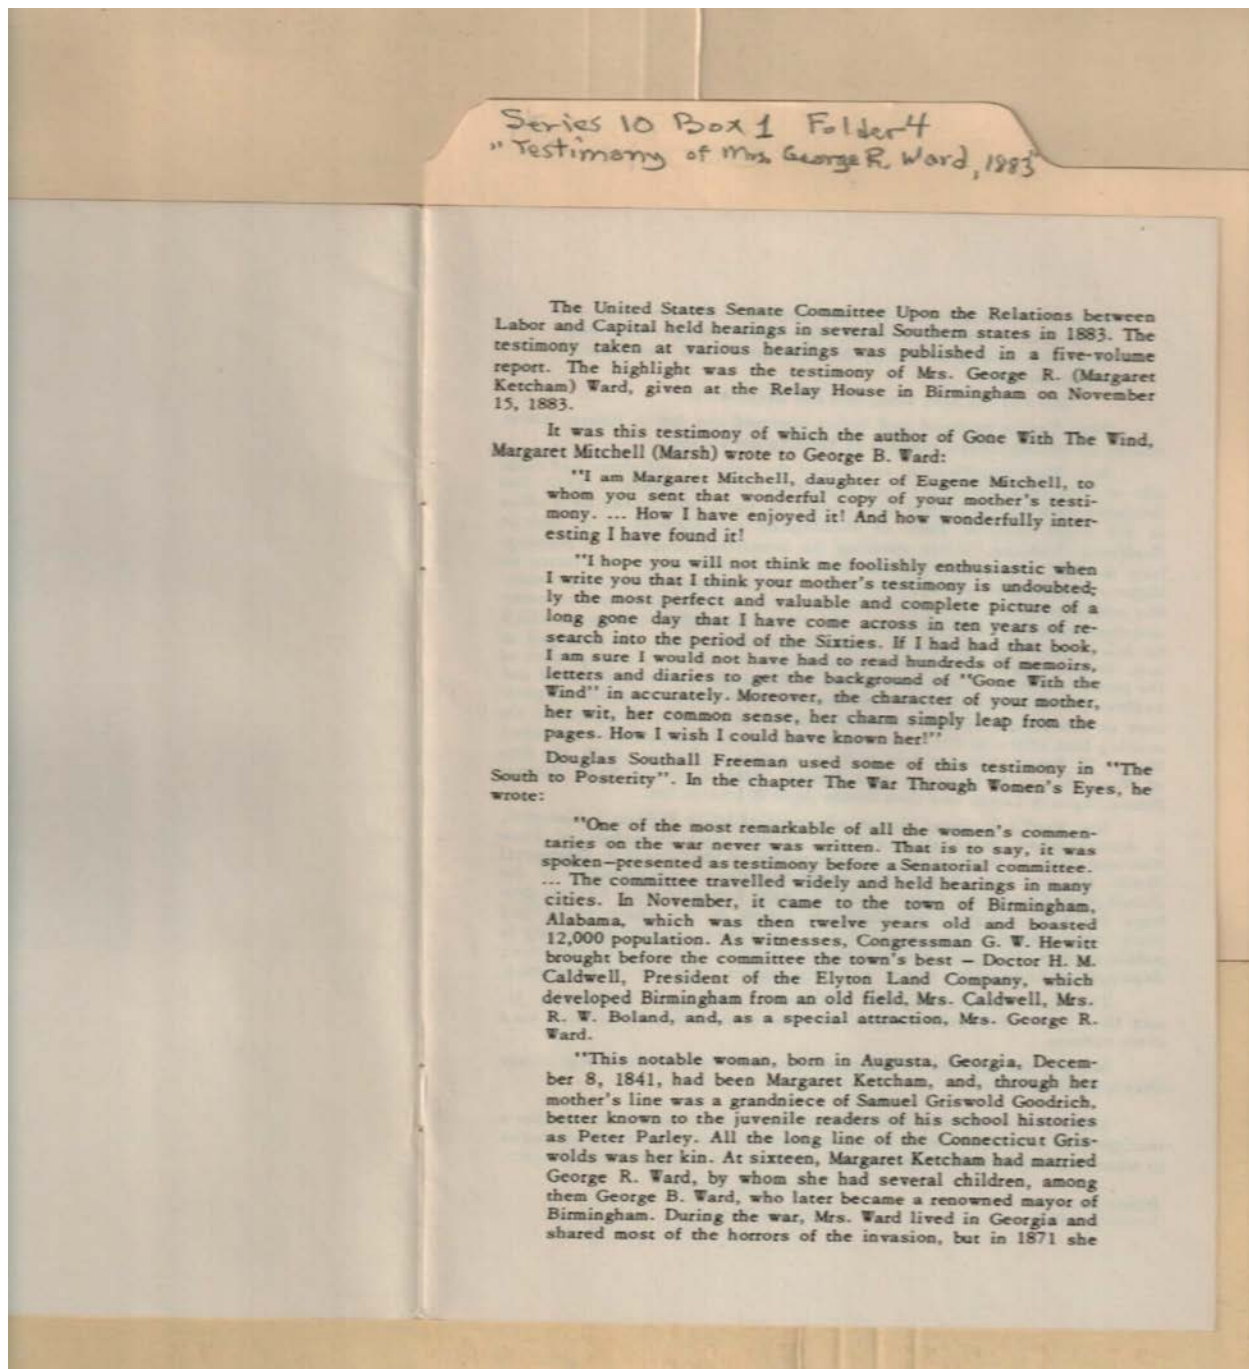 Series 10 Box 1 Folder 4
"Testimony of Mrs. George R. Ward, 1883"
The United States Senate Committee Upon the Relations between
Labor and Capital held hearings in several Southern states in 1883. The
testimony taken at various hearings was published in a five-volume
report. The highlight was the testimony of Mrs. George R. (Margaret
Ketcham) Ward, given at the Relay House in Birmingham on November
15, 1883.
It was this testimony of which the author of Gone With The Wind,
Margaret Mitchell (Marsh) wrote to George B. Ward:
"I am Margaret Mitchell, daughter of Eugene Mitchell, to
whom you sent that wonderful copy of your mother's testi-
mony. ... How I have enjoyed it! And how wonderfully inter-
esting I have found it!
"I hope you will not think me foolishly enthusiastic when
I write you that I think your mother's testimony is undoubted-
ly the most perfect and valuable and complete picture of a
long gone day that I have come across in ten years of re-
search into the period of the Sixties. If I had had that book,
I am sure I would not have had to read hundreds of memoirs,
letters and diaries to get the background of "Gone With the
Wind" in accurately. Moreover, the character of your mother,
her wit, her common sense, her charm simply leap from the
pages. How I wish I could have known her!"
Douglas Southall Freeman used some of this testimony in "The
South to Posterity". In the chapter The War Through Women's Eyes, he
wrote:
"One of the most remarkable of all the women's commen-
taries on the war never was written. That is to say, it was
spoken—presented as testimony before a Senatorial committee.
... The committee travelled widely and held hearings in many
cities. In November, it came to the town of Birmingham,
Alabama, which was then twelve years old and boasted
12,000 population. As witnesses, Congressman G. W. Hewitt
brought before the committee the town's best — Doctor H. M.
Caldwell, President of the Elyton Land Company, which
developed Birmingham from an old field, Mrs. Caldwell, Mrs.
R. W. Boland, and, as a special attraction, Mrs. George R.
Ward.
"This notable woman, born in Augusta, Georgia, Decem-
ber 8, 1841, had been Margaret Ketcham, and, through her
mother's line was a grandniece of Samuel Griswold Goodrich,
better known to the juvenile readers of his school histories
as Peter Parley. All the long line of the Connecticut Gris-
wolds was her kin. At sixteen, Margaret Ketcham had married
George R. Ward, by whom she had several children, among
them George B. Ward, who later became a renowned mayor of
Birmingham. During the war, Mrs. Ward lived in Georgia and
shared most of the horrors of the invasion, but in 1871 she